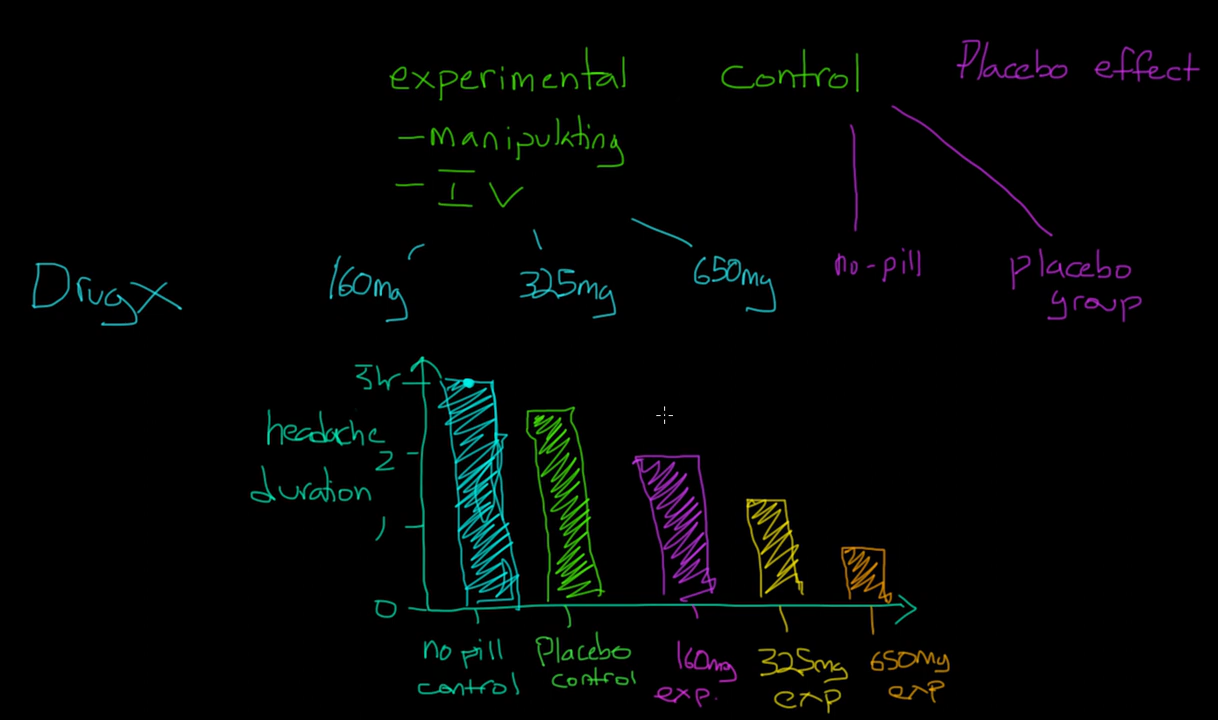 experimental
Control
Placebo effect
- Manipulating
- IV
Drug X
160mg
325mg
650mg
no-pill
placebo
group
3hr
headache
2
duration
1
0
no pill
control
Placebo
control
160mg
exp.
325mg
exp
650mg
exp